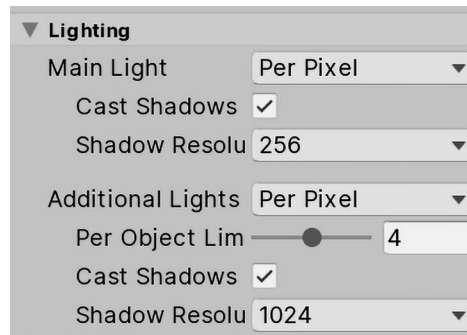 Lighting
Main Light Per Pixel
Cast Shadows
Shadow Resolu 256
Additional Lights Per Pixel
Per Object Lim 4
Cast Shadows
Shadow Resolu 1024